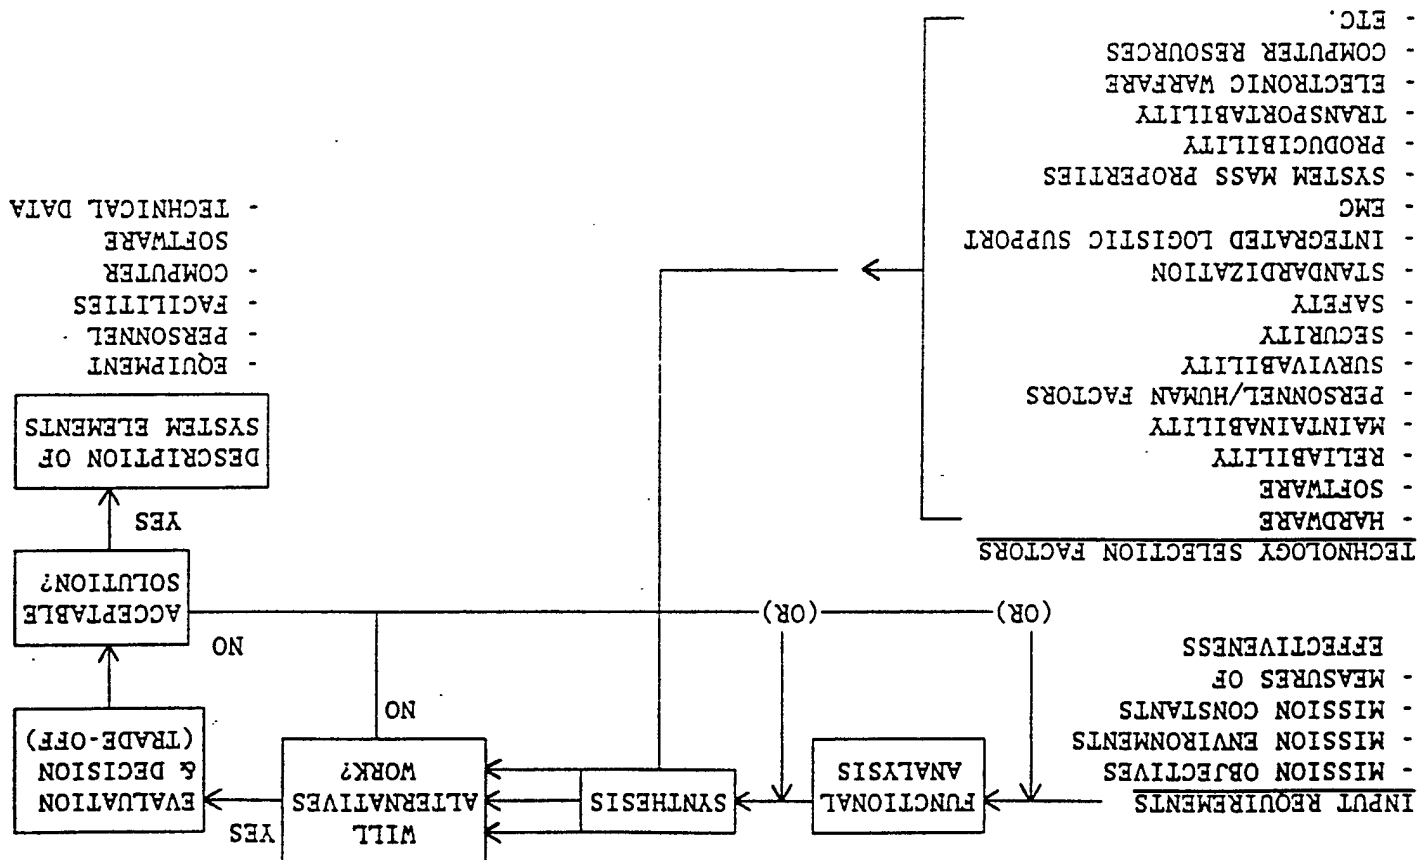 INPUT REQUIREMENTS
- MISSION OBJECTIVES
- MISSION ENVIRONMENTS
- MISSION CONSTANTS
- MEASURES OF
EFFECTIVENESS
FUNCTIONAL
ANALYSIS
SYNTHESIS
WILL
ALTERNATIVES
WORK?
YES
NO
EVALUATION
& DECISION
(TRADE-OFF)
(OR)
(OR)
NO
ACCEPTABLE
SOLUTION?
YES
DESCRIPTION OF
SYSTEM ELEMENTS
- EQUIPMENT
- PERSONNEL
- FACILITIES
- COMPUTER
SOFTWARE
- TECHNICAL DATA
TECHNOLOGY SELECTION FACTORS
- HARDWARE
- SOFTWARE
- RELIABILITY
- MAINTAINABILITY
- PERSONNEL/HUMAN FACTORS
- SURVIVABILITY
- SECURITY
- SAFETY
- STANDARDIZATION
- INTEGRATED LOGISTIC SUPPORT
- EMC
- SYSTEM MASS PROPERTIES
- PRODUCIBILITY
- TRANSPORTABILITY
- ELECTRONIC WARFARE
- COMPUTER RESOURCES
- ETC.